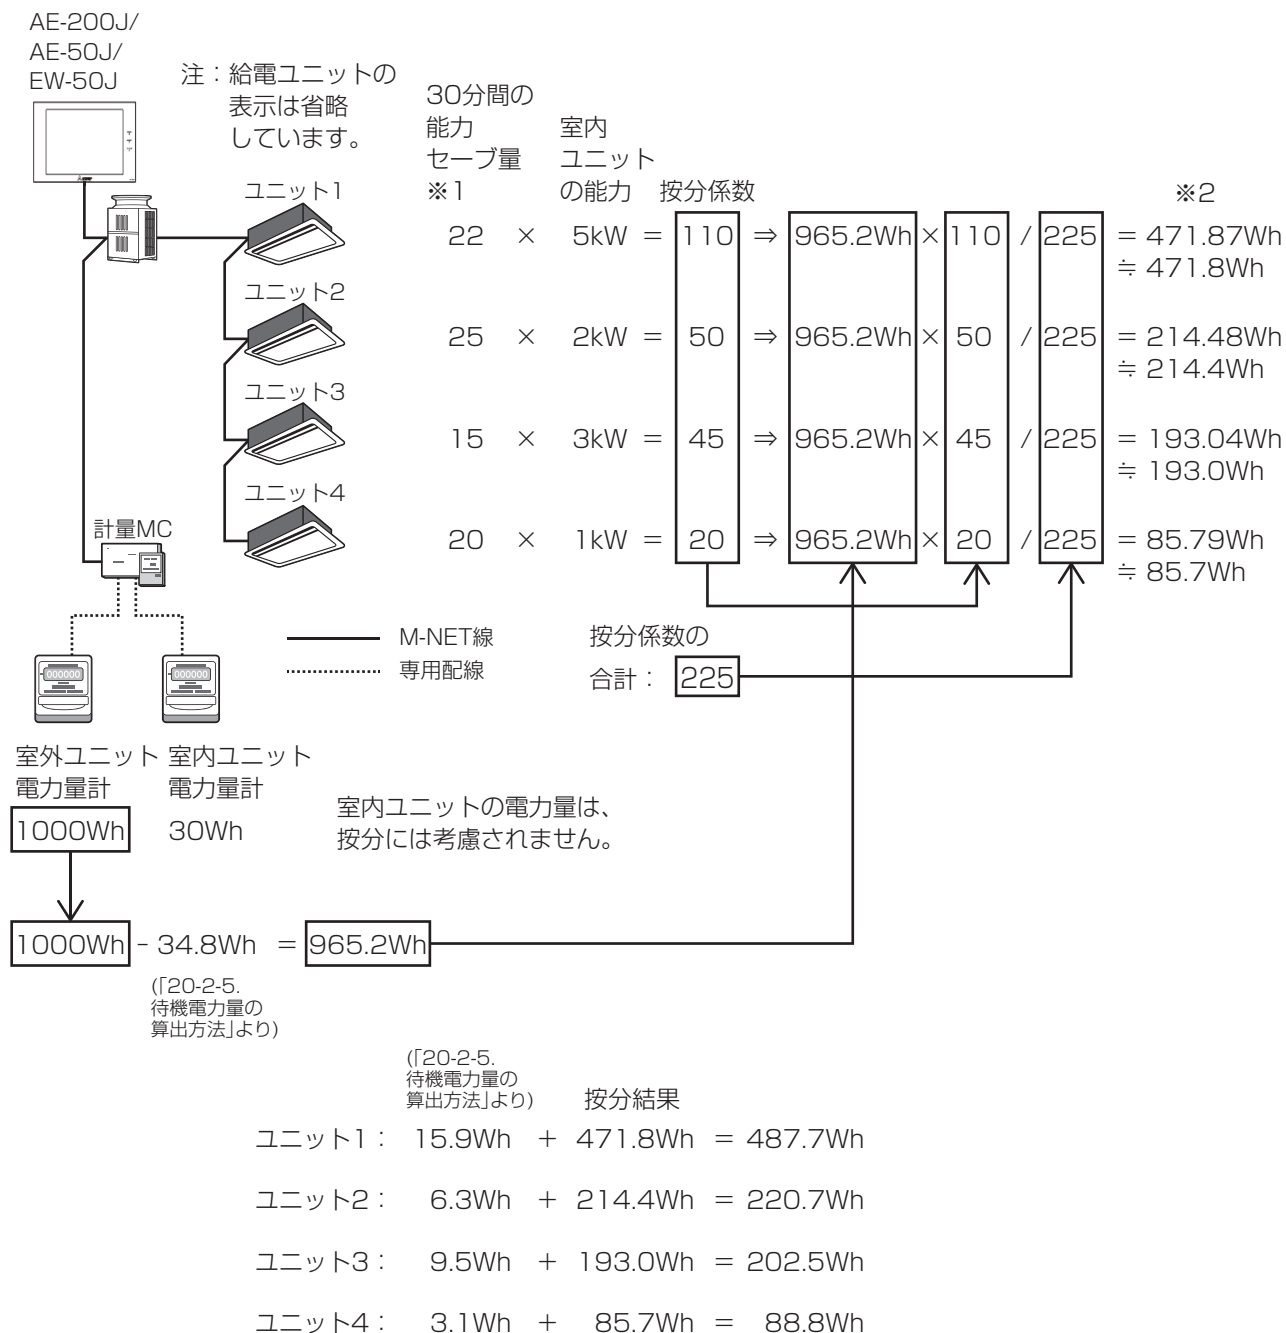 AE-200J/
AE-50J/
EW-50J
注：給電ユニットの
表示は省略
しています。
30分間の
能力
セーブ量
※1
室内
ユニット
の能力
按分係数
※2
ユニット1
22 × 5kW = 110 ⇒ 965.2Wh × 110 / 225 = 471.87Wh
≒ 471.8Wh
ユニット2
25 × 2kW = 50 ⇒ 965.2Wh × 50 / 225 = 214.48Wh
≒ 214.4Wh
ユニット3
15 × 3kW = 45 ⇒ 965.2Wh × 45 / 225 = 193.04Wh
≒ 193.0Wh
ユニット4
20 × 1kW = 20 ⇒ 965.2Wh × 20 / 225 = 85.79Wh
≒ 85.7Wh
計量MC
M-NET線
専用配線
按分係数の
合計： 225
000000
000000
室外ユニット
電力量計
1000Wh
室内ユニット
電力量計
30Wh
室内ユニットの電力量は、
按分には考慮されません。
1000Wh - 34.8Wh = 965.2Wh
(「20-2-5.
待機電力量の
算出方法」より)
(「20-2-5.
待機電力量の
算出方法」より)
按分結果
ユニット1： 15.9Wh + 471.8Wh = 487.7Wh
ユニット2： 6.3Wh + 214.4Wh = 220.7Wh
ユニット3： 9.5Wh + 193.0Wh = 202.5Wh
ユニット4： 3.1Wh + 85.7Wh = 88.8Wh